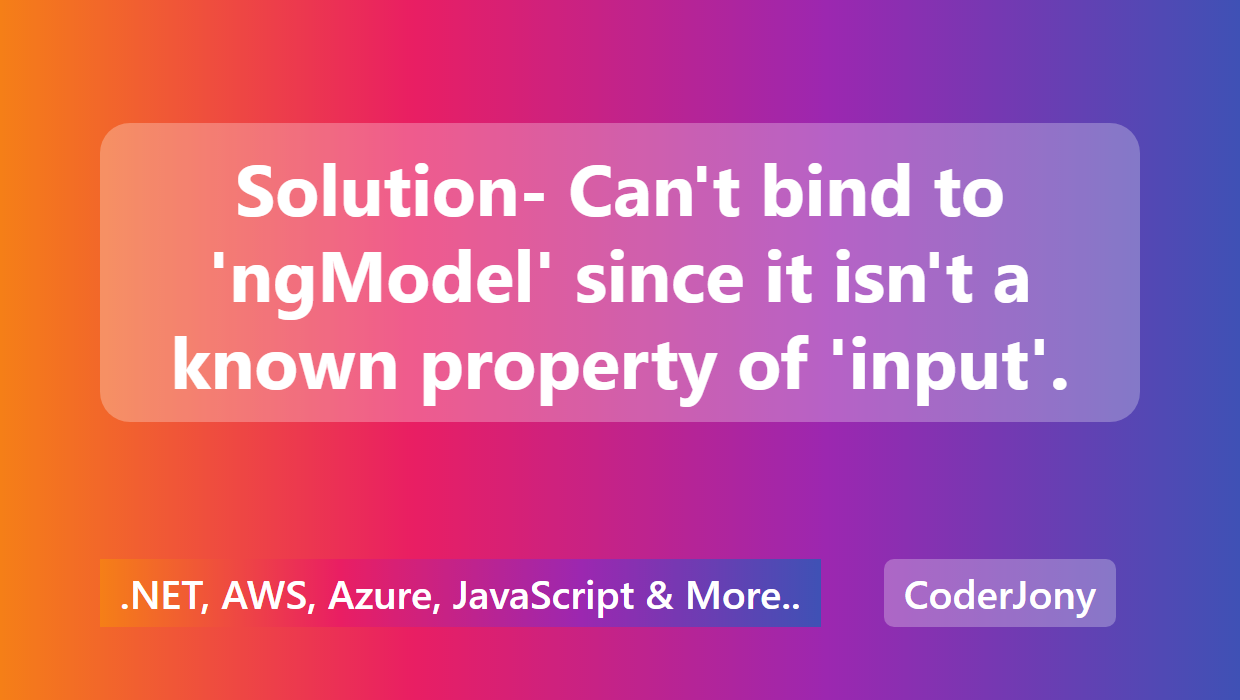 Solution- Can't bind to
'ngModel' since it isn't a
known property of 'input'.
.NET, AWS, Azure, JavaScript & More..
CoderJony